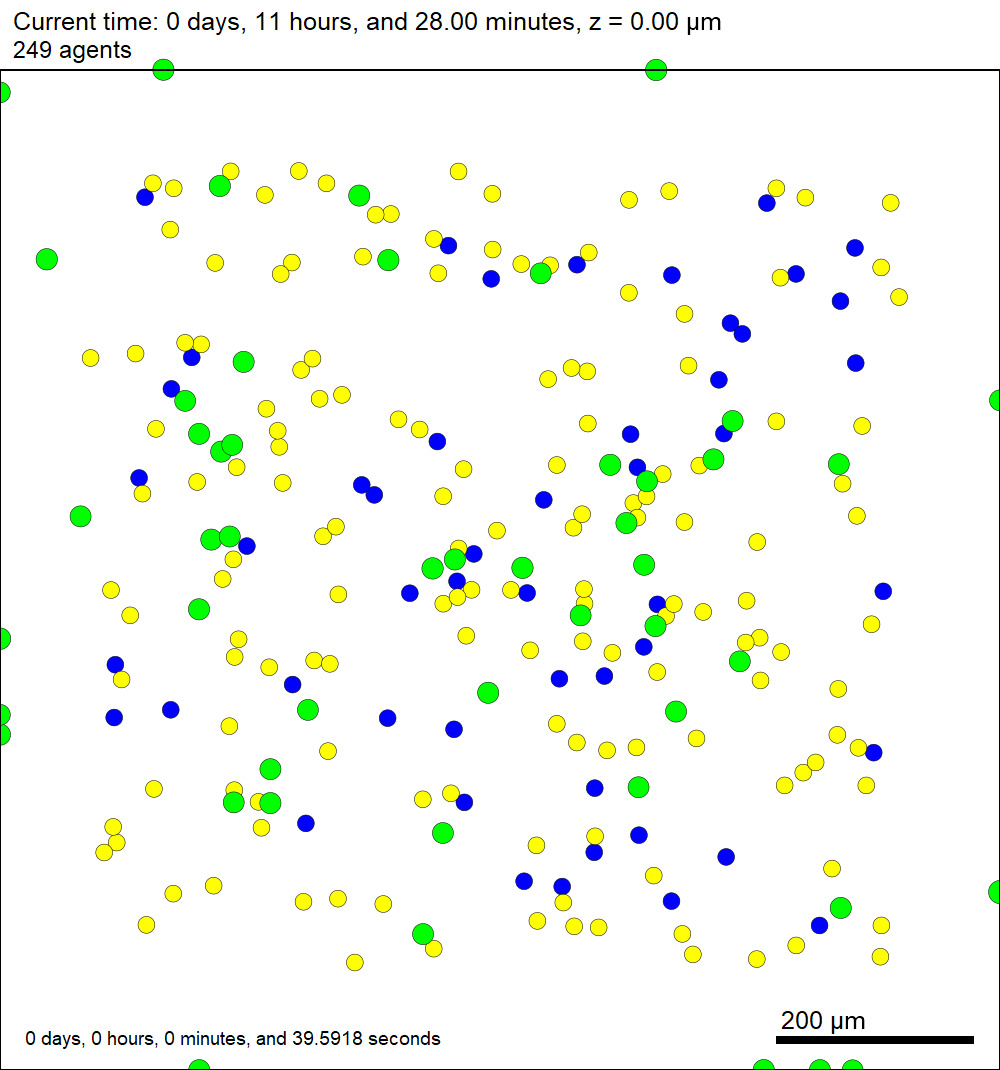 Current time: 0 days, 11 hours, and 28.00 minutes, z = 0.00 µm
249 agents
200 µm
0 days, 0 hours, 0 minutes, and 39.5918 seconds